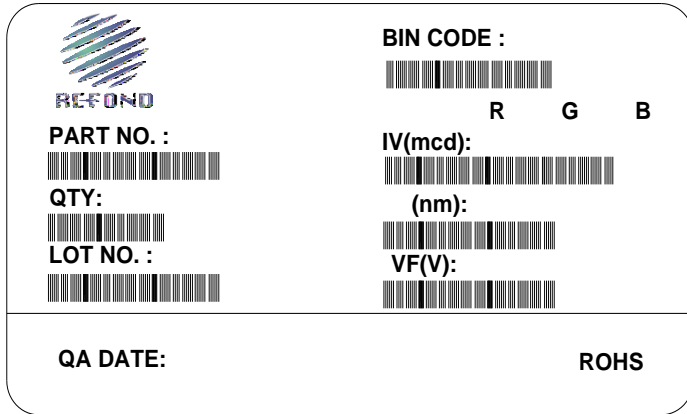 REFOND
PART NO. :
QTY:
LOT NO. :
BIN CODE :
R G B
IV(mcd):
(nm):
VF(V):
QA DATE:
ROHS